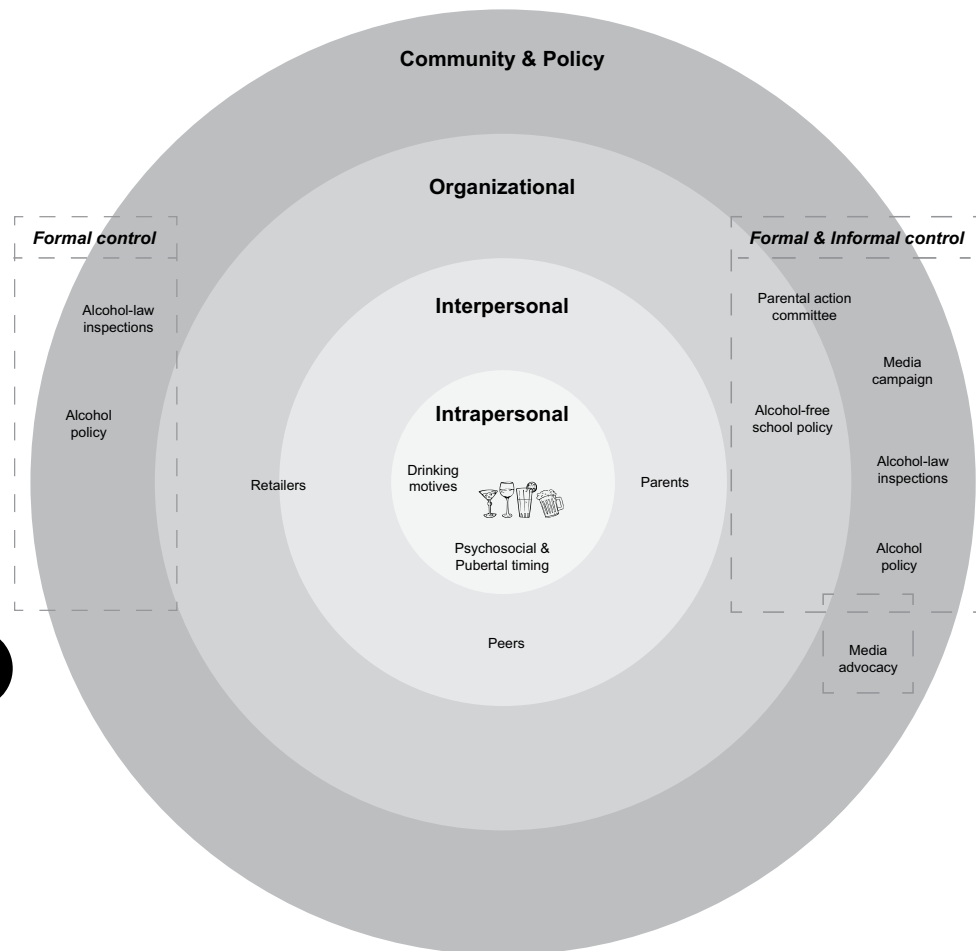 Community & Policy
Organizational
Formal control
Formal & Informal control
Interpersonal
Alcohol-law
inspections
Parental action
committee
Media
campaign
Intrapersonal
Alcohol
policy
Alcohol-free
school policy
Drinking
motives
Retailers
Parents
Alcohol-law
inspections
Psychosocial &
Pubertal timing
Alcohol
policy
Peers
Media
advocacy